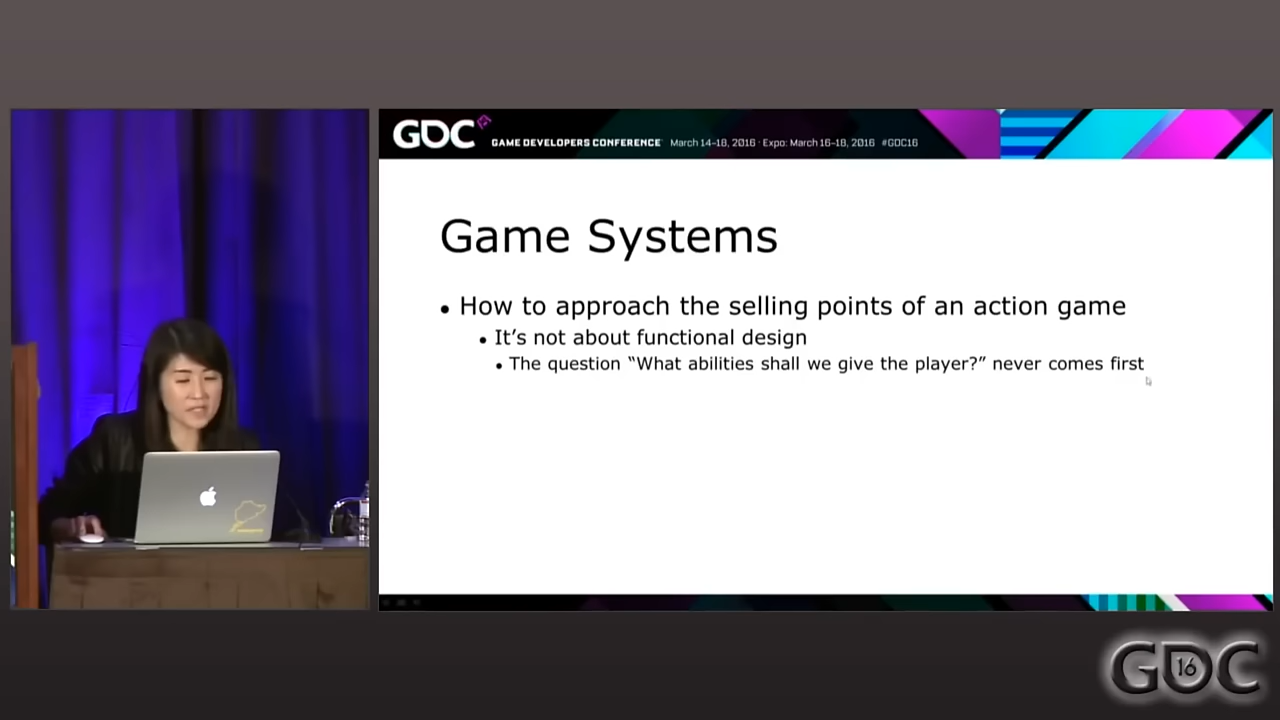 GDC
GAME DEVELOPERS CONFERENCE March 14-18, 2016 · Expo: March 16-18, 2016 #GDC16
Game Systems
• How to approach the selling points of an action game
• It’s not about functional design
• The question “What abilities shall we give the player?” never comes first
GDC 16